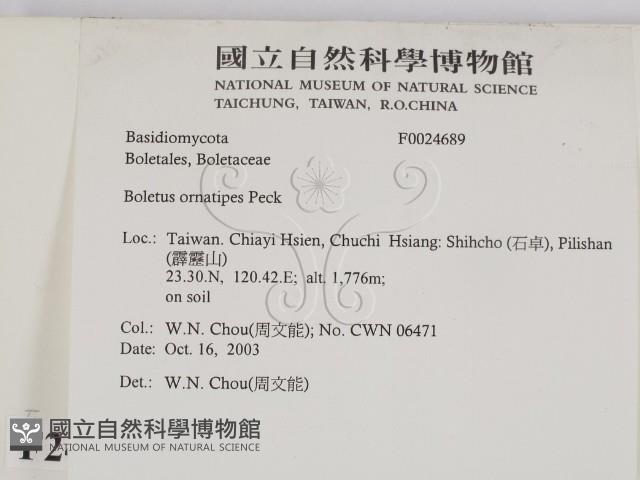 國立自然科學博物館
NATIONAL MUSEUM OF NATURAL SCIENCE
TAICHUNG, TAIWAN, R.O.CHINA
Basidiomycota F0024689
Boletales, Boletaceae
Boletus ornatipes Peck
Loc.: Taiwan. Chiayi Hsien, Chuchi Hsiang: Shihcho (石卓), Pilishan
(霹靂山)
23.30.N, 120.42.E; alt. 1,776m;
on soil
Col.: W.N. Chou(周文能); No. CWN 06471
Date: Oct. 16, 2003
Det.: W.N. Chou(周文能)
國立自然科學博物館
NATIONAL MUSEUM OF NATURAL SCIENCE